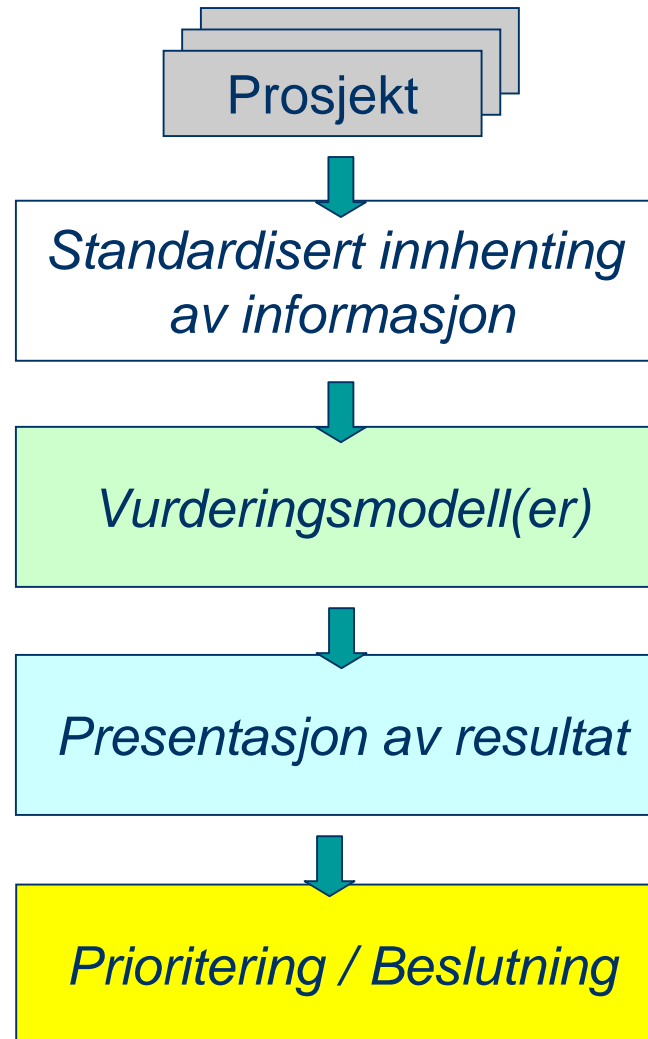 Prosjekt
Standardisert innhenting
av informasjon
Vurderingsmodell(er)
Presentasjon av resultat
Prioritering / Beslutning